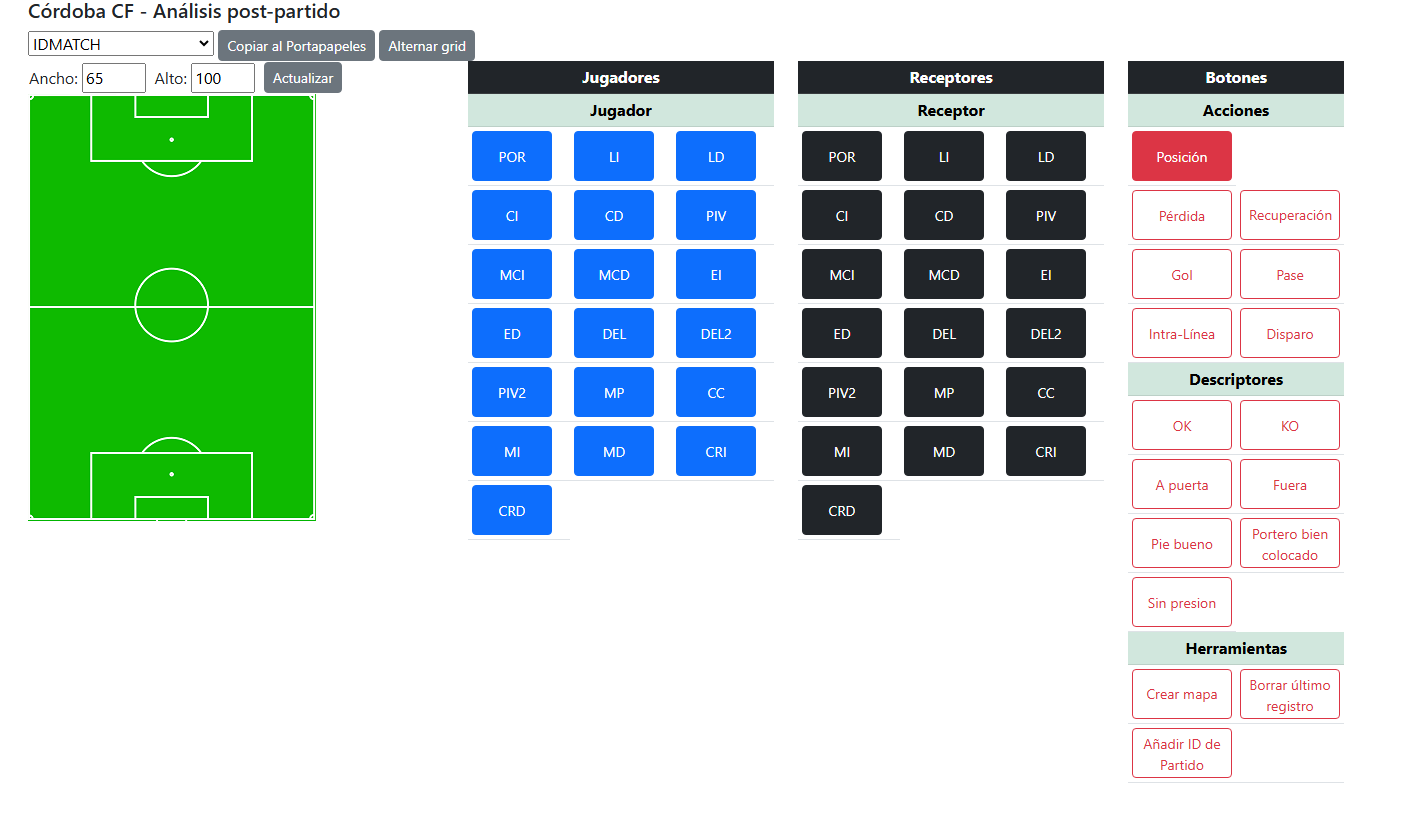 Córdoba CF - Análisis post-partido
IDMATCH Copiar al Portapapeles Alternar grid
Ancho: 65 Alto: 100 Actualizar
Jugadores
Jugador
POR LI LD
CI CD PIV
MCI MCD EI
ED DEL DEL2
PIV2 MP CC
MI MD CRI
CRD
Receptores
Receptor
POR LI LD
CI CD PIV
MCI MCD EI
ED DEL DEL2
PIV2 MP CC
MI MD CRI
CRD
Botones
Acciones
Posición
Pérdida Recuperación
Gol Pase
Intra-Línea Disparo
Descriptores
OK KO
A puerta Fuera
Pie bueno
Portero bien
colocado
Sin presion
Herramientas
Crear mapa
Borrar último
registro
Añadir ID de
Partido